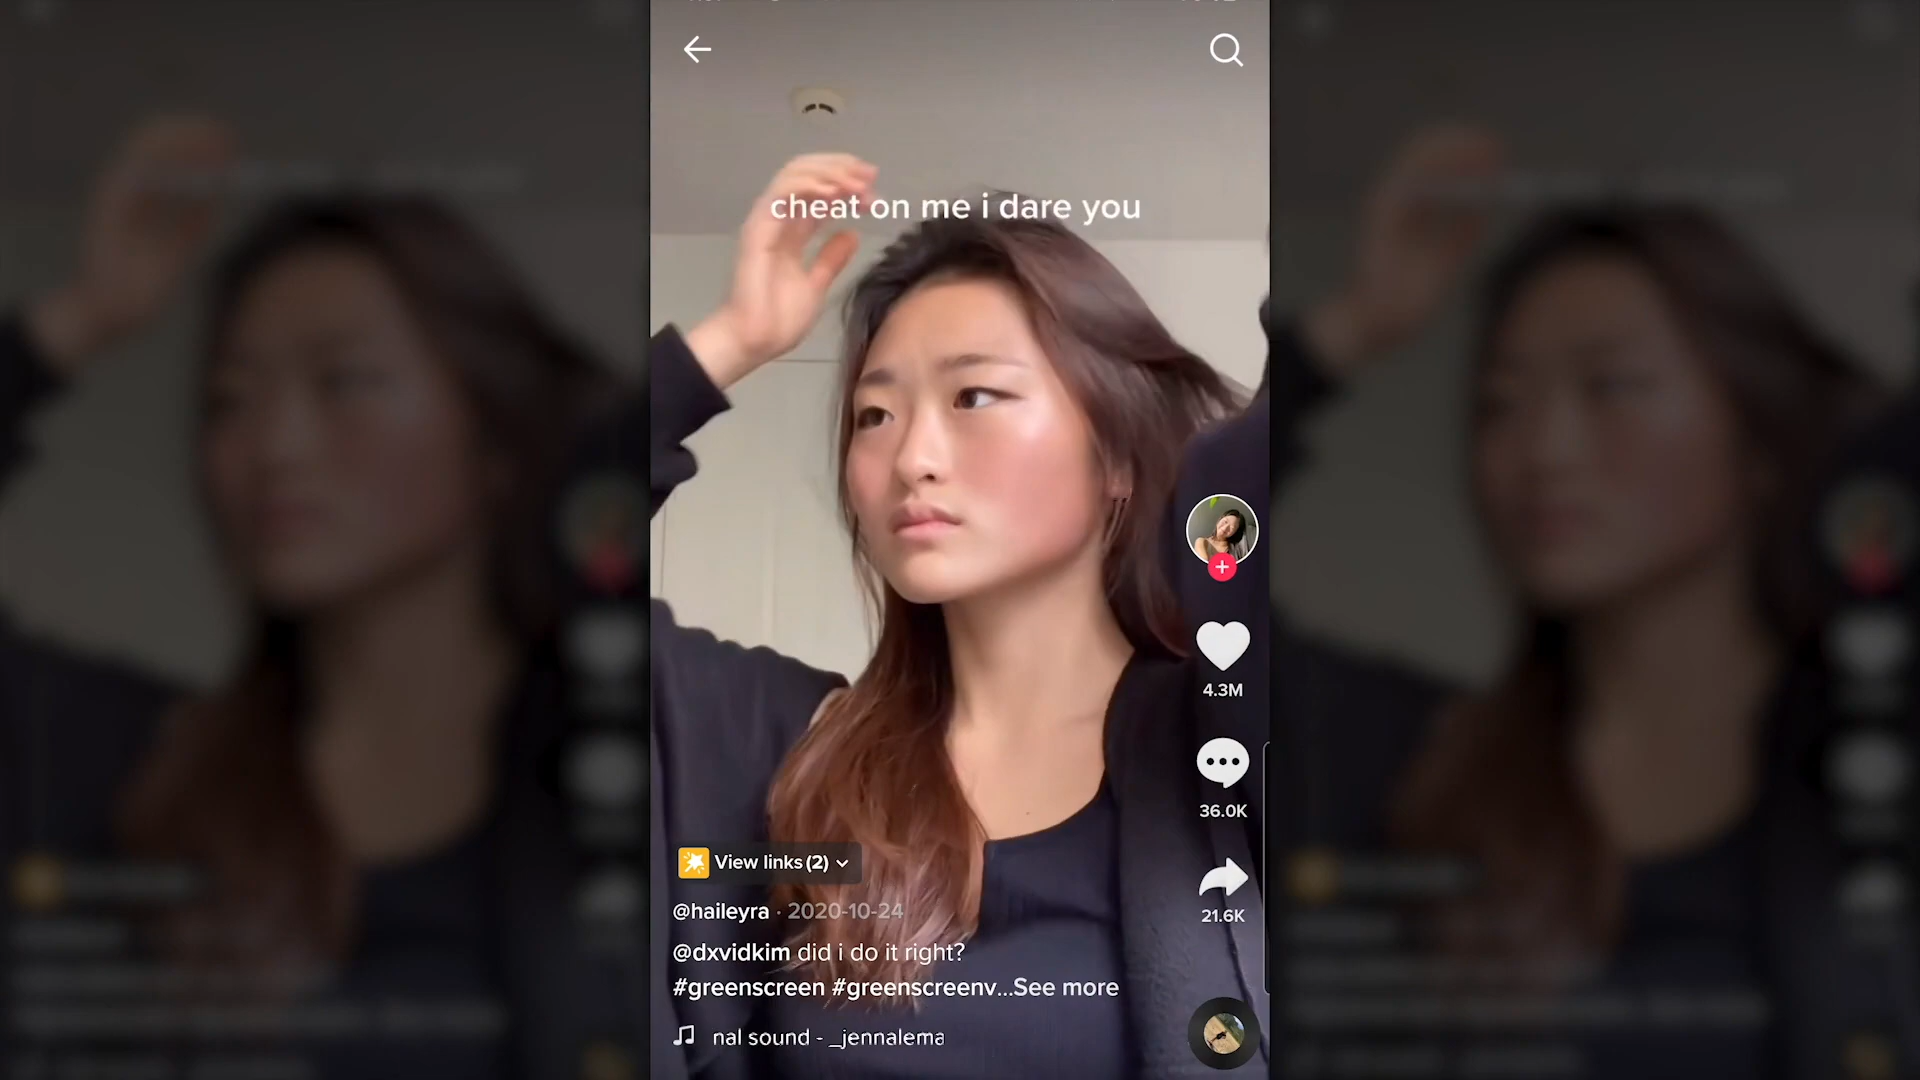 cheat on me i dare you
4.3M
36.0K
View links (2)
@haileyra · 2020-10-24
21.6K
@dxvidkim did i do it right?
#greenscreen #greenscreenv...See more
nal sound - _jennalema